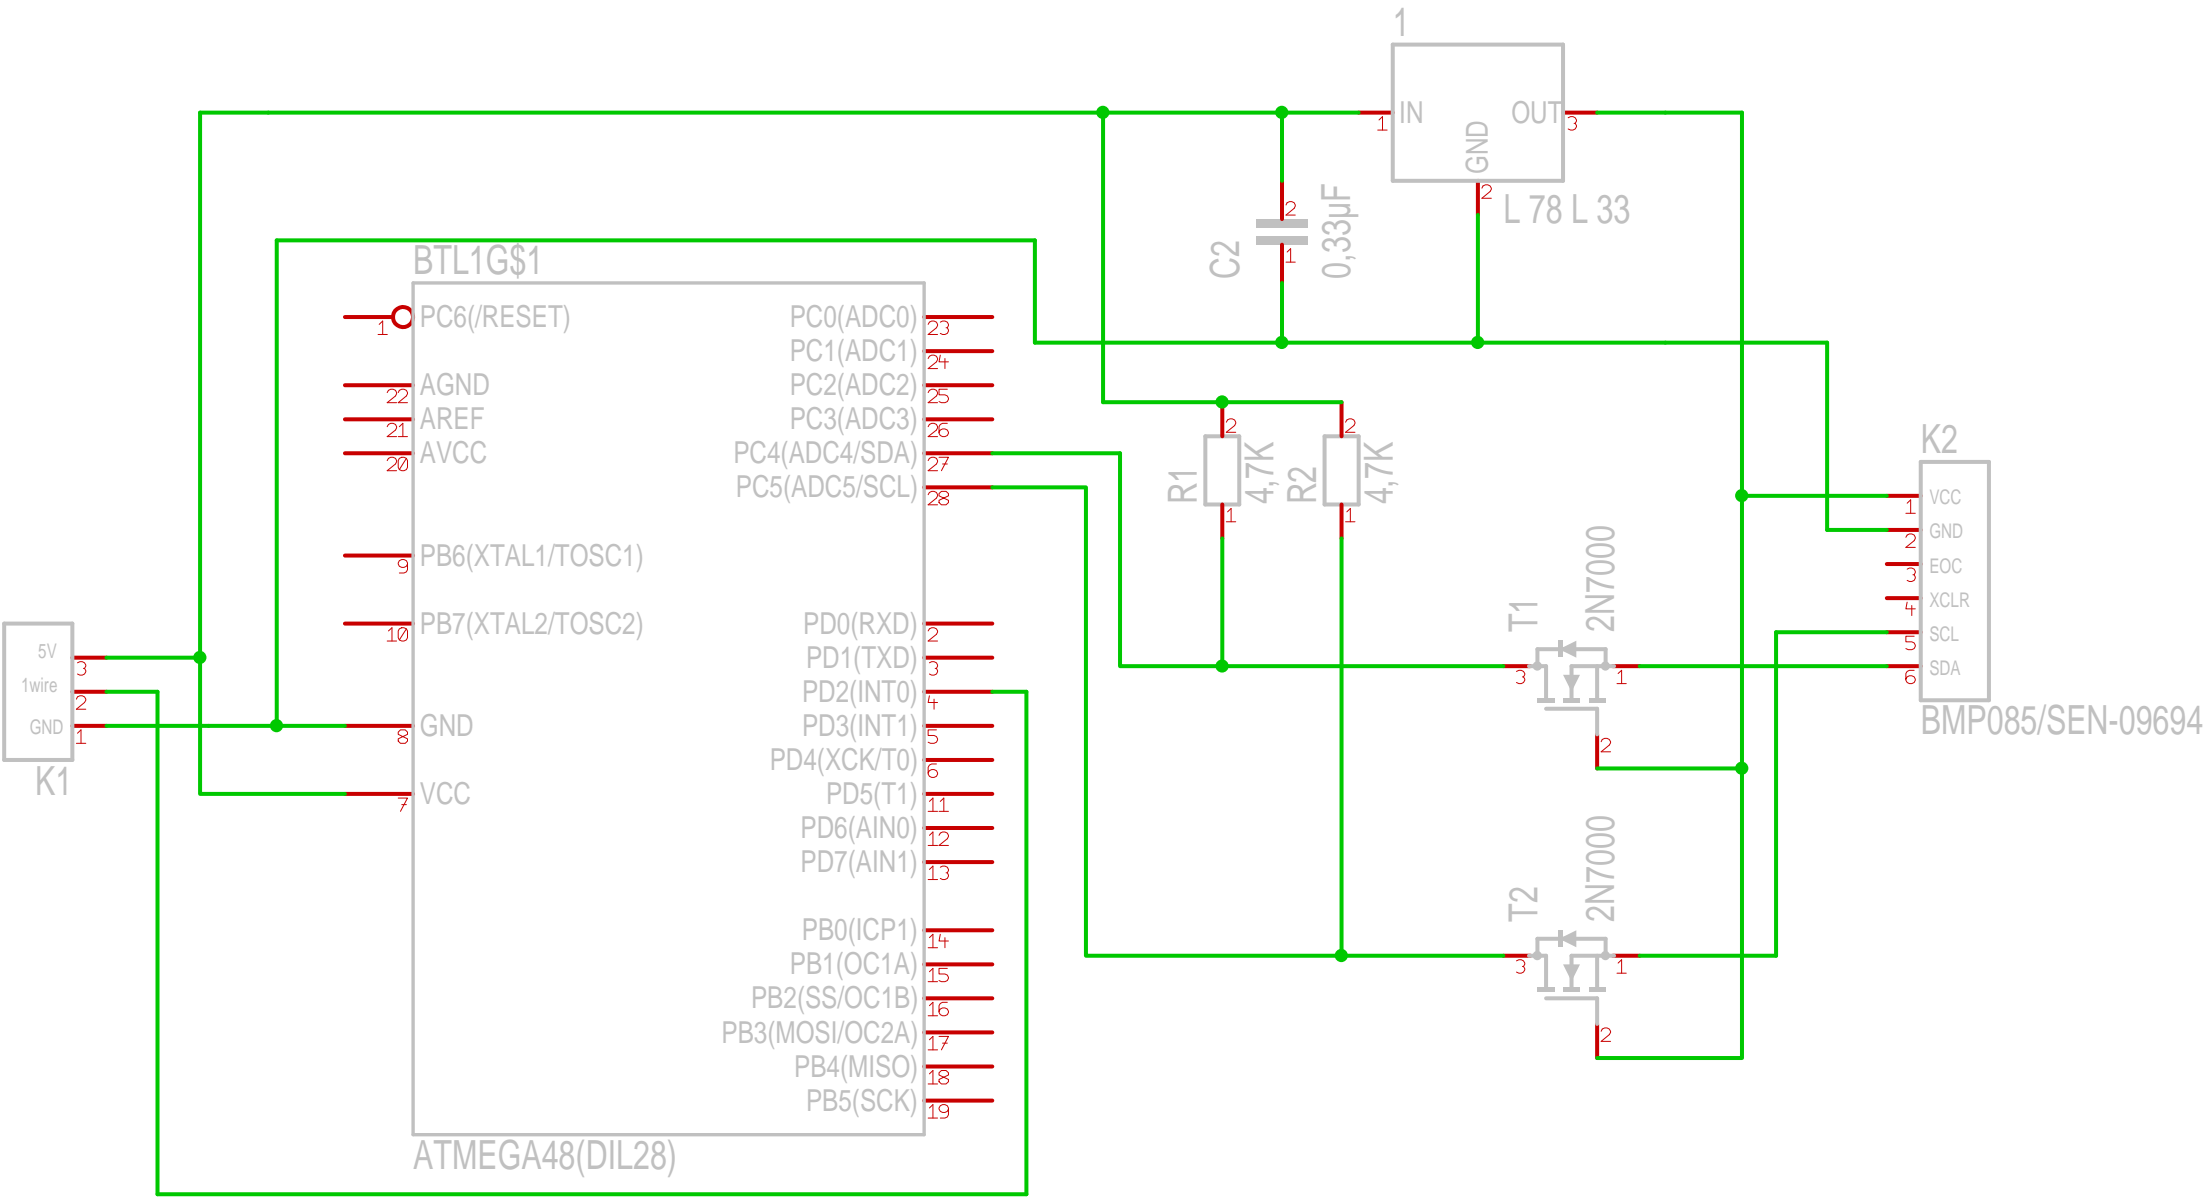 1
1 IN
OUT 3
GND
2
L 78 L 33
2
1
C2
0,33µF
BTL1G$1
1 PC6(/RESET)
22 AGND
21 AREF
20 AVCC
9 PB6(XTAL1/TOSC1)
10 PB7(XTAL2/TOSC2)
8 GND
7 VCC
PC0(ADC0) 23
PC1(ADC1) 24
PC2(ADC2) 25
PC3(ADC3) 26
PC4(ADC4/SDA) 27
PC5(ADC5/SCL) 28
PD0(RXD) 2
PD1(TXD) 3
PD2(INT0) 4
PD3(INT1) 5
PD4(XCK/T0) 6
PD5(T1) 11
PD6(AIN0) 12
PD7(AIN1) 13
PB0(ICP1) 14
PB1(OC1A) 15
PB2(SS/OC1B) 16
PB3(MOSI/OC2A) 17
PB4(MISO) 18
PB5(SCK) 19
ATMEGA48(DIL28)
5V 3
1wire 2
GND 1
K1
2
R1
4,7K
1
2
R2
4,7K
1
T1
2N7000
3
1
2
T2
2N7000
3
1
2
K2
1 VCC
2 GND
3 EOC
4 XCLR
5 SCL
6 SDA
BMP085/SEN-09694